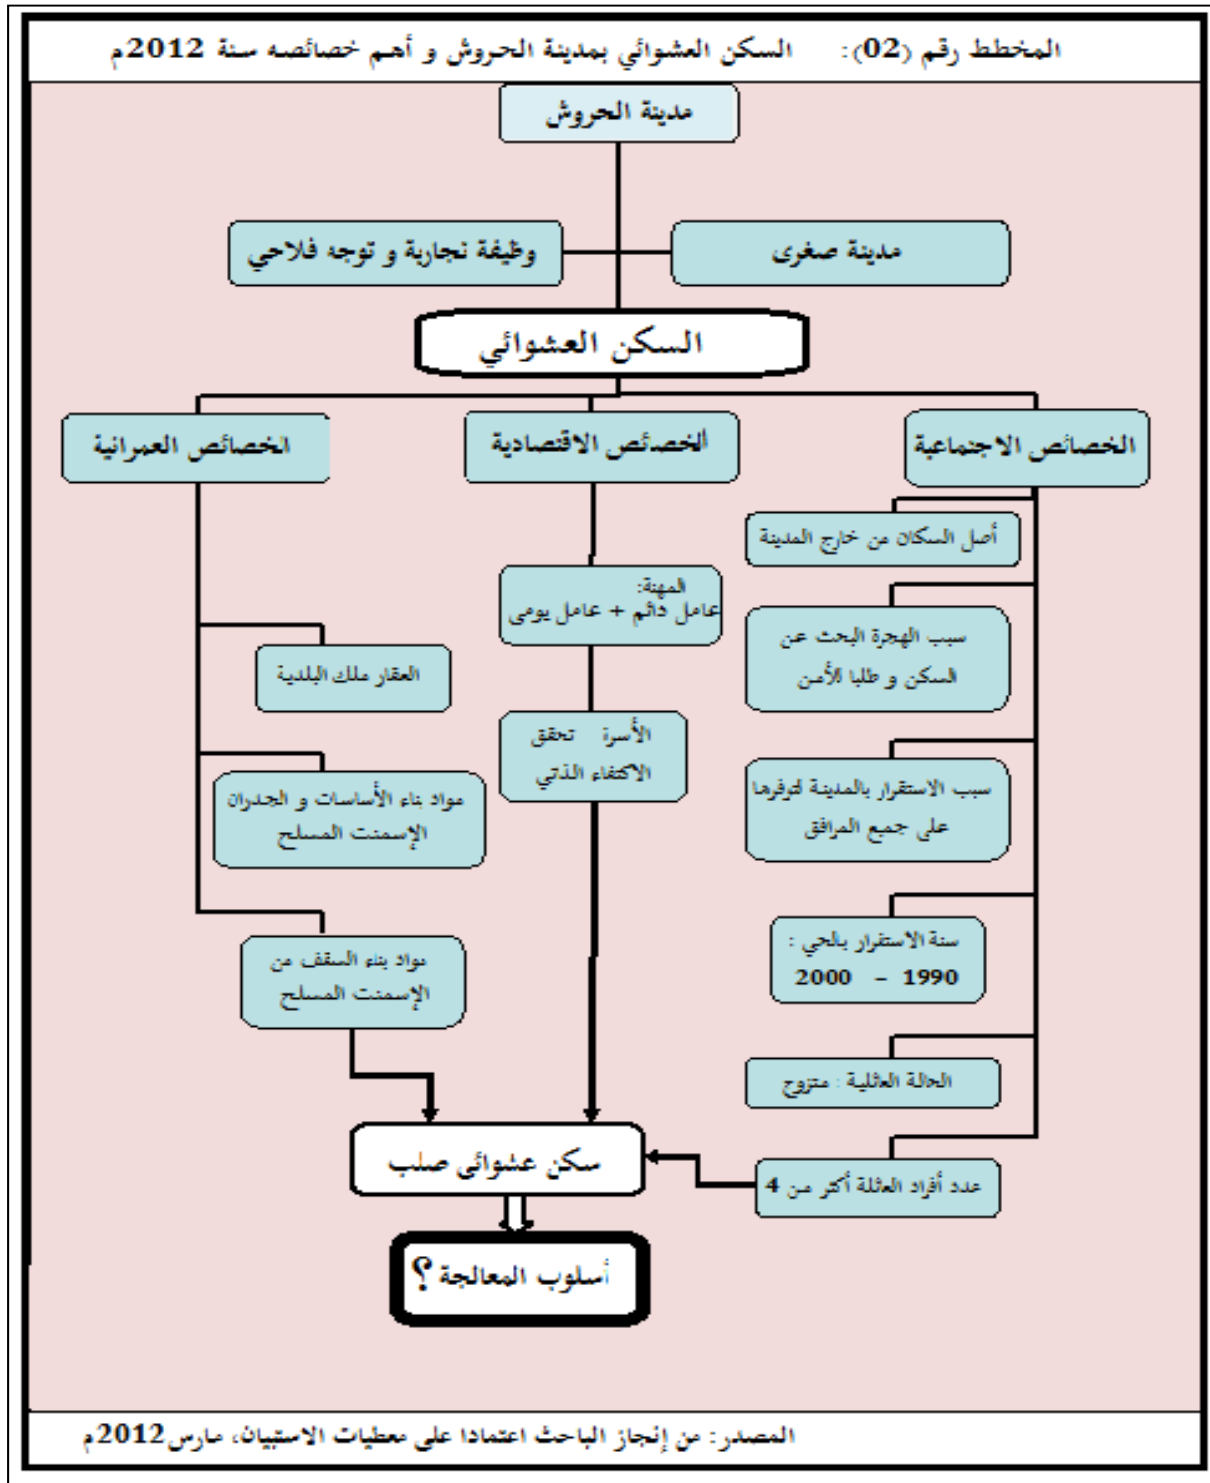 المخطط رقم (02): السكن العشوائي بمدينة الحروش و أهم خصائصه سنة 2012م
مدينة الحروش
مدينة صغرى
وظيفة تجارية و توجه فلاحي
السكن العشوائي
الخصائص الاجتماعية
الخصائص الاقتصادية
الخصائص العمرانية
أصل السكان من خارج المدينة
سبب الهجرة البحث عن
السكن و طلبا للأمن
سبب الاستقرار بالمدينة لتوفرها
على جميع المرافق
سنة الاستقرار بالحي :
1990 – 2000
الحالة العائلية : متزوج
عدد أفراد العائلة أكثر من 4
المهنة:
عامل دائم + عامل يومي
الأسرة تحقق
الاكتفاء الذاتي
العقار ملك البلدية
مواد بناء الأساسات و الجدران
الإسمنت المسلح
مواد بناء السقف من
الإسمنت المسلح
سكن عشوائي صلب
أسلوب المعالجة ؟
المصدر: من إنجاز الباحث اعتمادا على معطيات الاستبيان، مارس2012م